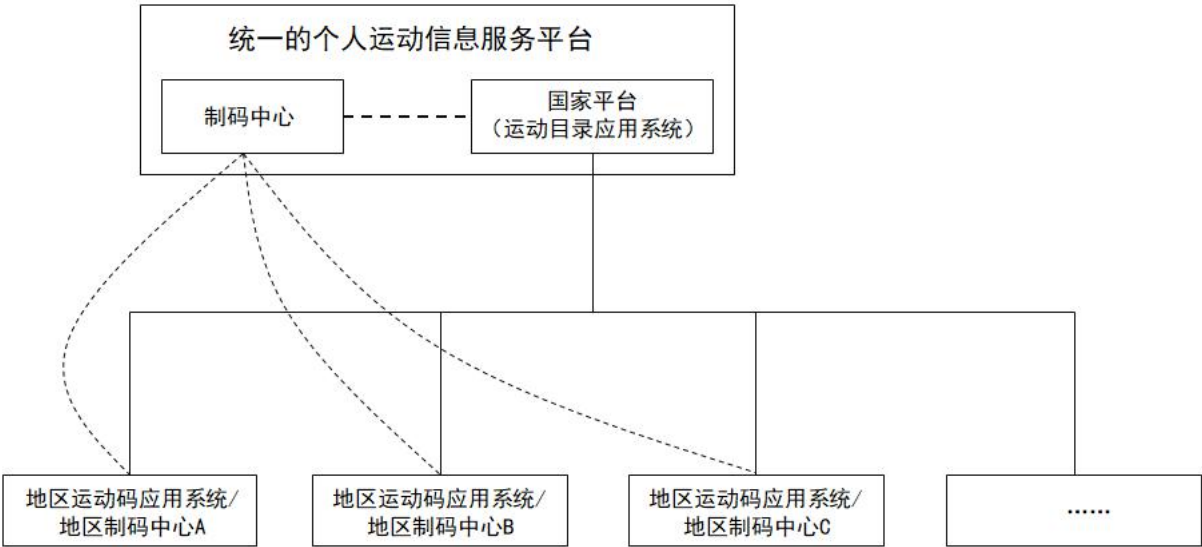 统一的个人运动信息服务平台
制码中心
国家平台
（运动目录应用系统）
地区运动码应用系统/
地区制码中心A
地区运动码应用系统/
地区制码中心B
地区运动码应用系统/
地区制码中心C
……